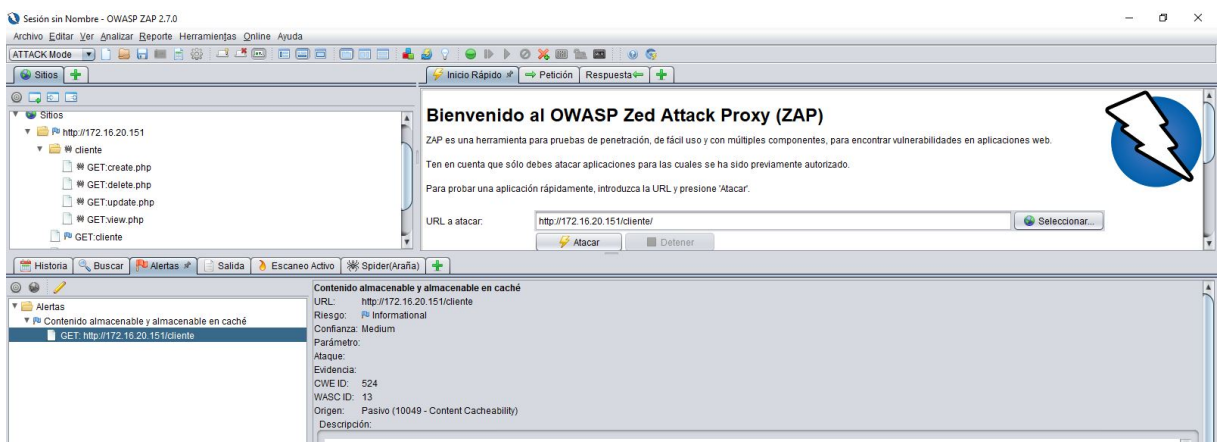 Sesión sin Nombre - OWASP ZAP 2.7.0
Archivo Editar Ver Analizar Reporte Herramientas Online Ayuda
ATTACK Mode
Sitios
Inicio Rápido
Petición
Respuesta
Sitios
http://172.16.20.151
cliente
GET:create.php
GET:delete.php
GET:update.php
GET:view.php
GET:cliente
Bienvenido al OWASP Zed Attack Proxy (ZAP)
ZAP es una herramienta para pruebas de penetración, de fácil uso y con múltiples componentes, para encontrar vulnerabilidades en aplicaciones web.
Ten en cuenta que sólo debes atacar aplicaciones para las cuales se ha sido previamente autorizado.
Para probar una aplicación rápidamente, introduzca la URL y presione 'Atacar'.
URL a atacar: http://172.16.20.151/cliente/ Seleccionar...
Atacar Detener
Historia Buscar Alertas Salida Escaneo Activo Spider(Araña)
Alertas
Contenido almacenable y almacenable en caché
GET: http://172.16.20.151/cliente
Contenido almacenable y almacenable en caché
URL: http://172.16.20.151/cliente
Riesgo: Informational
Confianza: Medium
Parámetro:
Ataque:
Evidencia:
CWE ID: 524
WASC ID: 13
Origen: Pasivo (10049 - Content Cacheability)
Descripción: